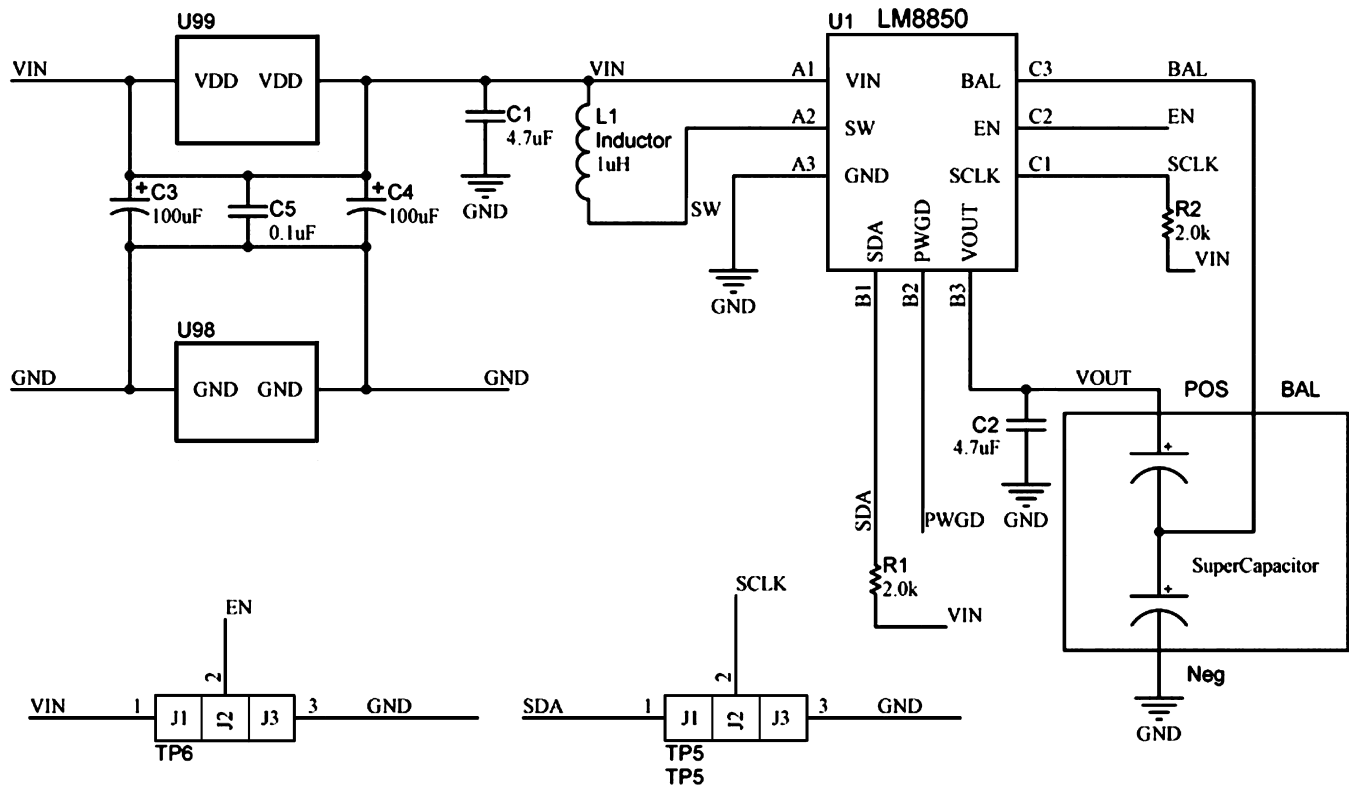 U99
U1 LM8850
VIN
VDD VDD
VIN
A1
VIN
BAL
C3
BAL
C1
4.7uF
GND
L1
Inductor
1uH
SW
A2
SW
EN
C2
EN
A3
GND
SCLK
C1
SCLK
GND
SDA
PWGD
VOUT
B1
B2
B3
R2
2.0k
VIN
+
C3
100uF
C5
0.1uF
+
C4
100uF
U98
GND
GND GND
GND
VOUT
POS
BAL
C2
4.7uF
GND
+
SuperCapacitor
+
Neg
GND
SDA
PWGD
R1
2.0k
VIN
EN
2
VIN
1
J1 J2 J3
3
GND
TP6
SCLK
2
SDA
1
J1 J2 J3
3
GND
TP5
TP5